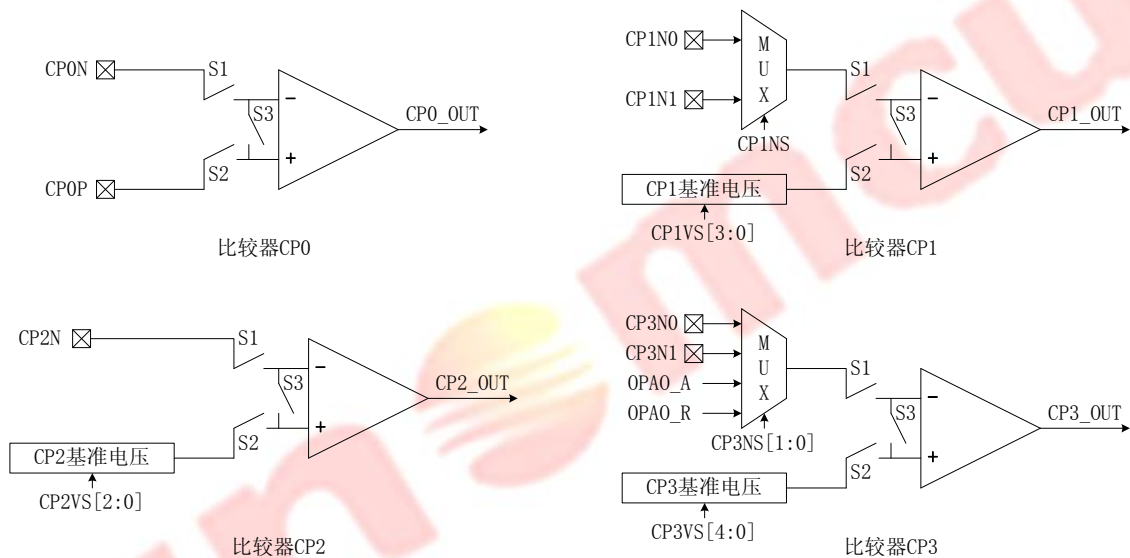 CP0N
S1
S3
S2
CP0P
−
+
CP0_OUT
比较器CP0
CP1N0
CP1N1
MUX
CP1NS
S1
S3
S2
−
+
CP1_OUT
CP1基准电压
CP1VS[3:0]
比较器CP1
CP2N
S1
S3
S2
−
+
CP2_OUT
CP2基准电压
CP2VS[2:0]
比较器CP2
CP3N0
CP3N1
OPAO_A
OPAO_R
MUX
CP3NS[1:0]
S1
S3
S2
−
+
CP3_OUT
CP3基准电压
CP3VS[4:0]
比较器CP3